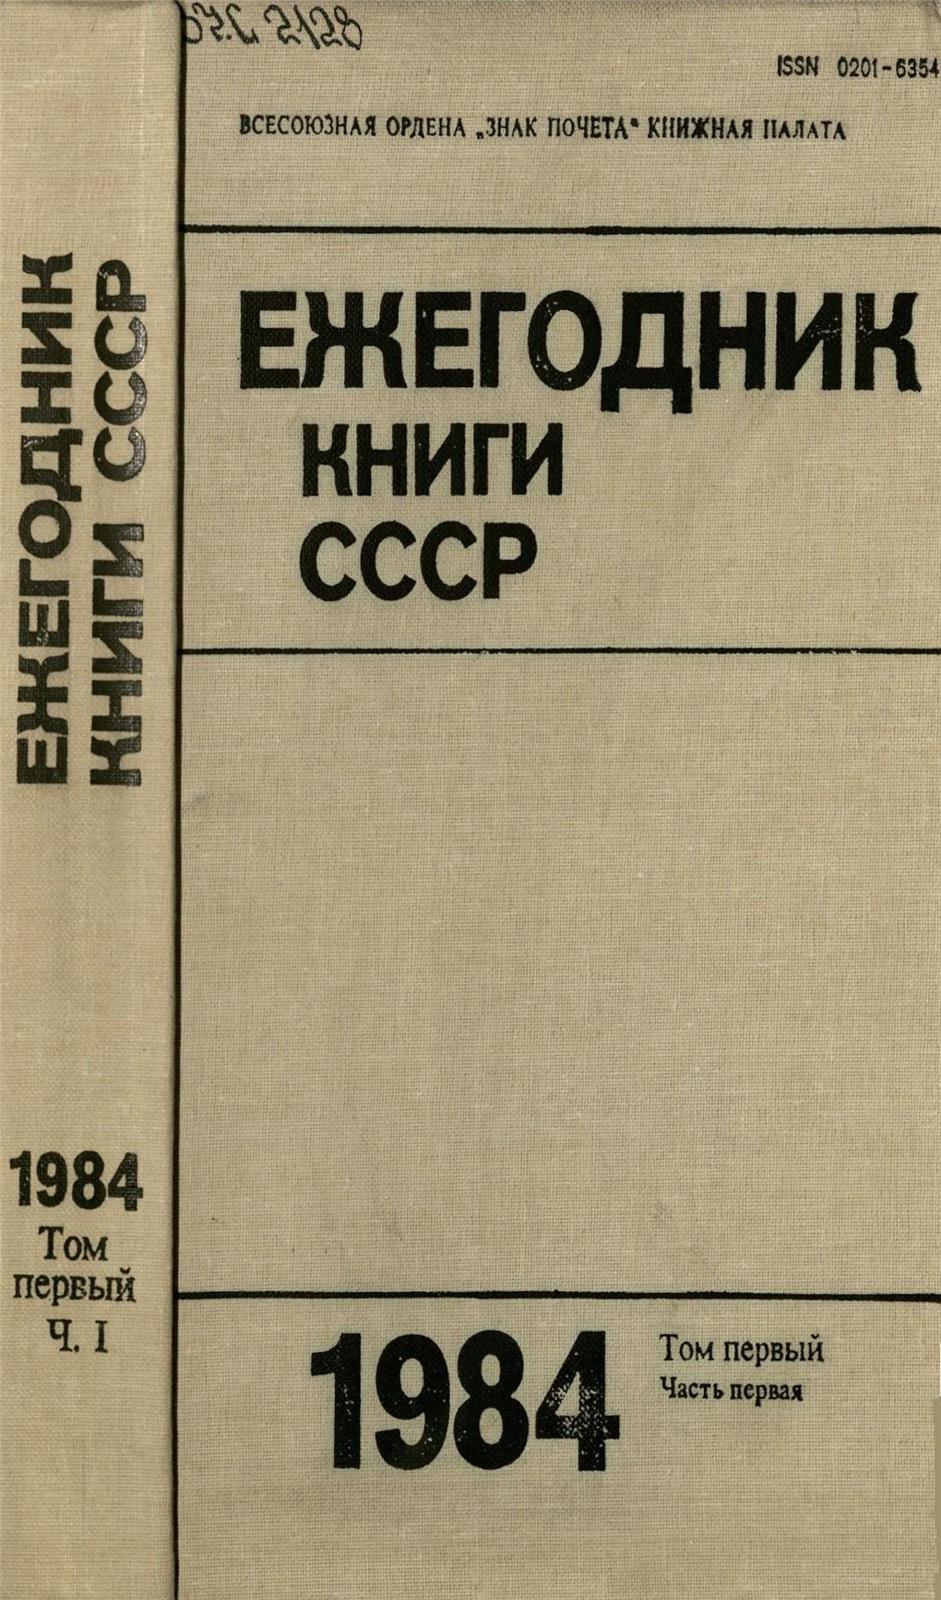 2128
ISSN 0201-6354
ВСЕСОЮЗНАЯ ОРДЕНА „ЗНАК ПОЧЕТА“ КНИЖНАЯ ПАЛАТА
ЕЖЕГОДНИК
КНИГИ
СССР
1984
Том первый
Часть первая
ЕЖЕГОДНИК
КНИГИ СССР
1984
Том
первый
Ч. I